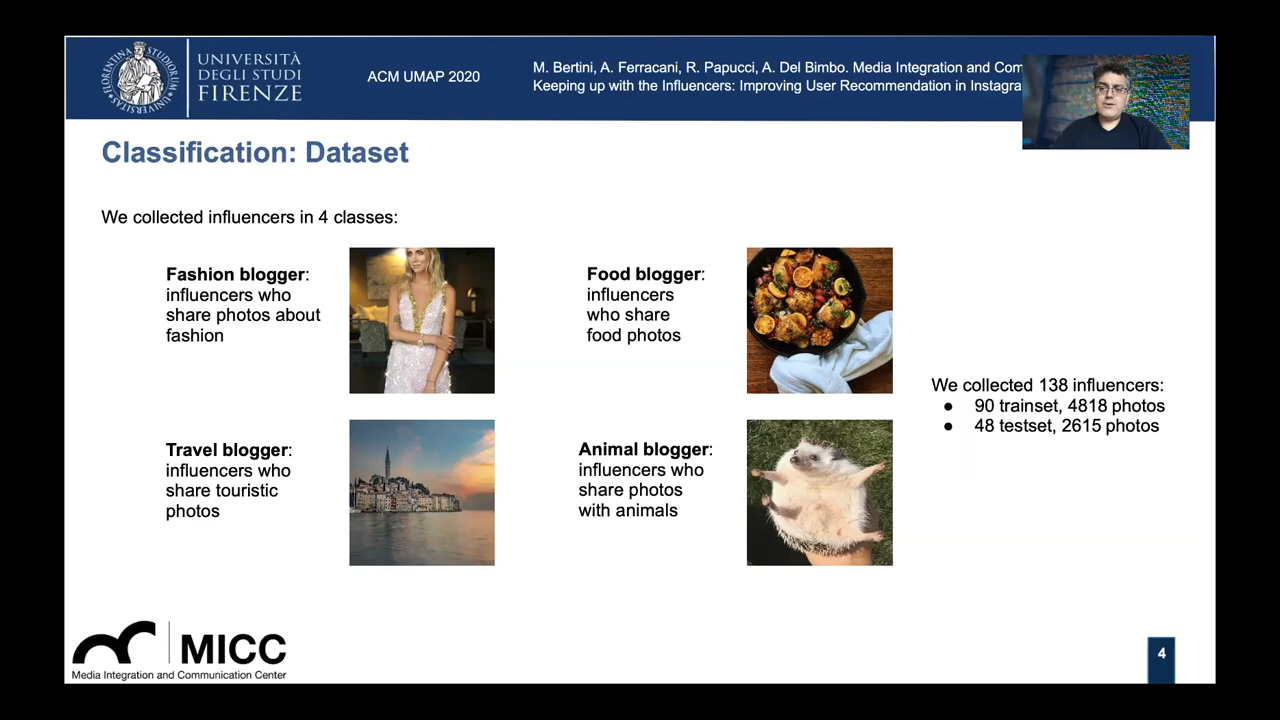 UNIVERSITÀ
DEGLI STUDI
FIRENZE
ACM UMAP 2020
M. Bertini, A. Ferracani, R. Papucci, A. Del Bimbo. Media Integration and Com
Keeping up with the Influencers: Improving User Recommendation in Instagra
Classification: Dataset
We collected influencers in 4 classes:
Fashion blogger:
influencers who
share photos about
fashion
Food blogger:
influencers
who share
food photos
Travel blogger:
influencers who
share touristic
photos
Animal blogger:
influencers who
share photos
with animals
We collected 138 influencers:
● 90 trainset, 4818 photos
● 48 testset, 2615 photos
MICC
Media Integration and Communication Center
4